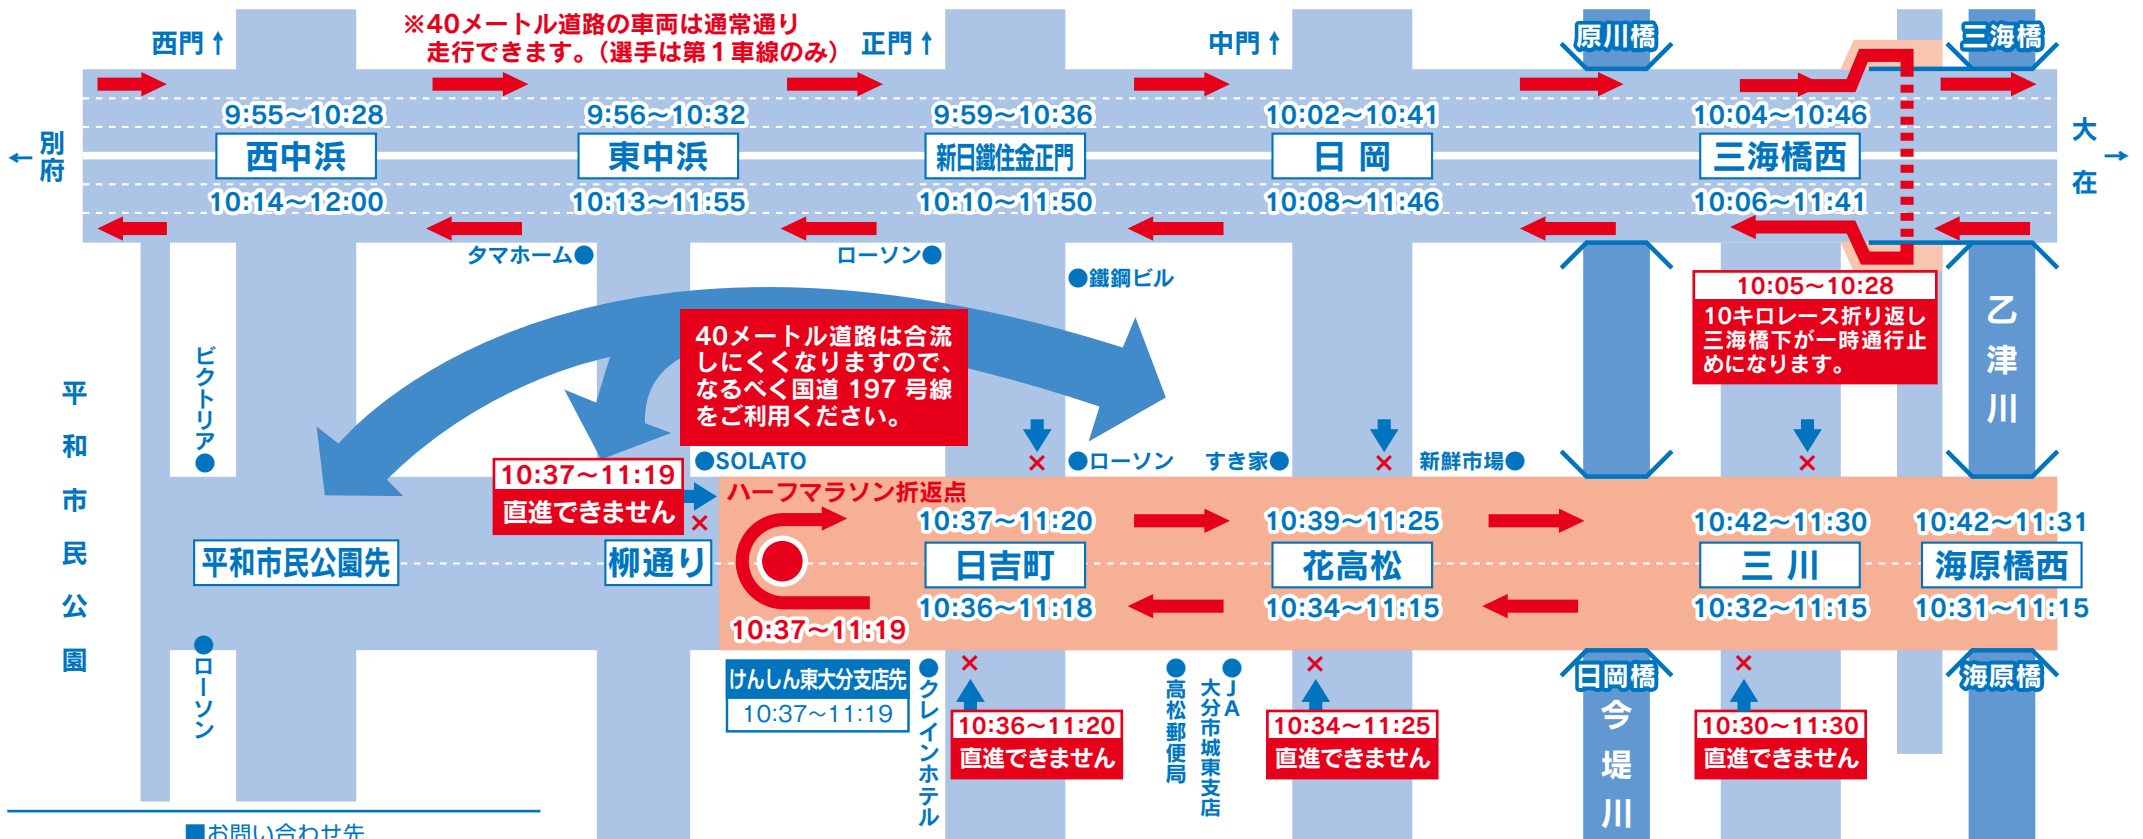 ※40メートル道路の車両は通常通り
走行できます。（選手は第1車線のみ）
西門↑
正門↑
中門↑
原川橋
三海橋
←別府
大在→
9:55〜10:28
西中浜
10:14〜12:00
9:56〜10:32
東中浜
10:13〜11:55
9:59〜10:36
新日鐵住金正門
10:10〜11:50
10:02〜10:41
日岡
10:08〜11:46
10:04〜10:46
三海橋西
10:06〜11:41
タマホーム●
ローソン●
●鐵鋼ビル
10:05〜10:28
10キロレース折り返し
三海橋下が一時通行止
めになります。
乙津川
40メートル道路は合流
しにくくなりますので、
なるべく国道 197 号線
をご利用ください。
ビクトリア●
平和市民公園
10:37〜11:19
直進できません
×
●SOLATO
×
●ローソン
すき家●
×
新鮮市場●
×
ハーフマラソン折返点
平和市民公園先
柳通り
10:37〜11:19
10:37〜11:20
日吉町
10:36〜11:18
10:39〜11:25
花高松
10:34〜11:15
10:42〜11:30
三川
10:32〜11:15
10:42〜11:31
海原橋西
10:31〜11:15
●ローソン
けんしん東大分支店先
10:37〜11:19
●クレインホテル
×
10:36〜11:20
直進できません
●高松郵便局
●JA
大分市城東支店
×
10:34〜11:25
直進できません
日岡橋
今堤川
×
10:30〜11:30
直進できません
海原橋
■お問い合わせ先